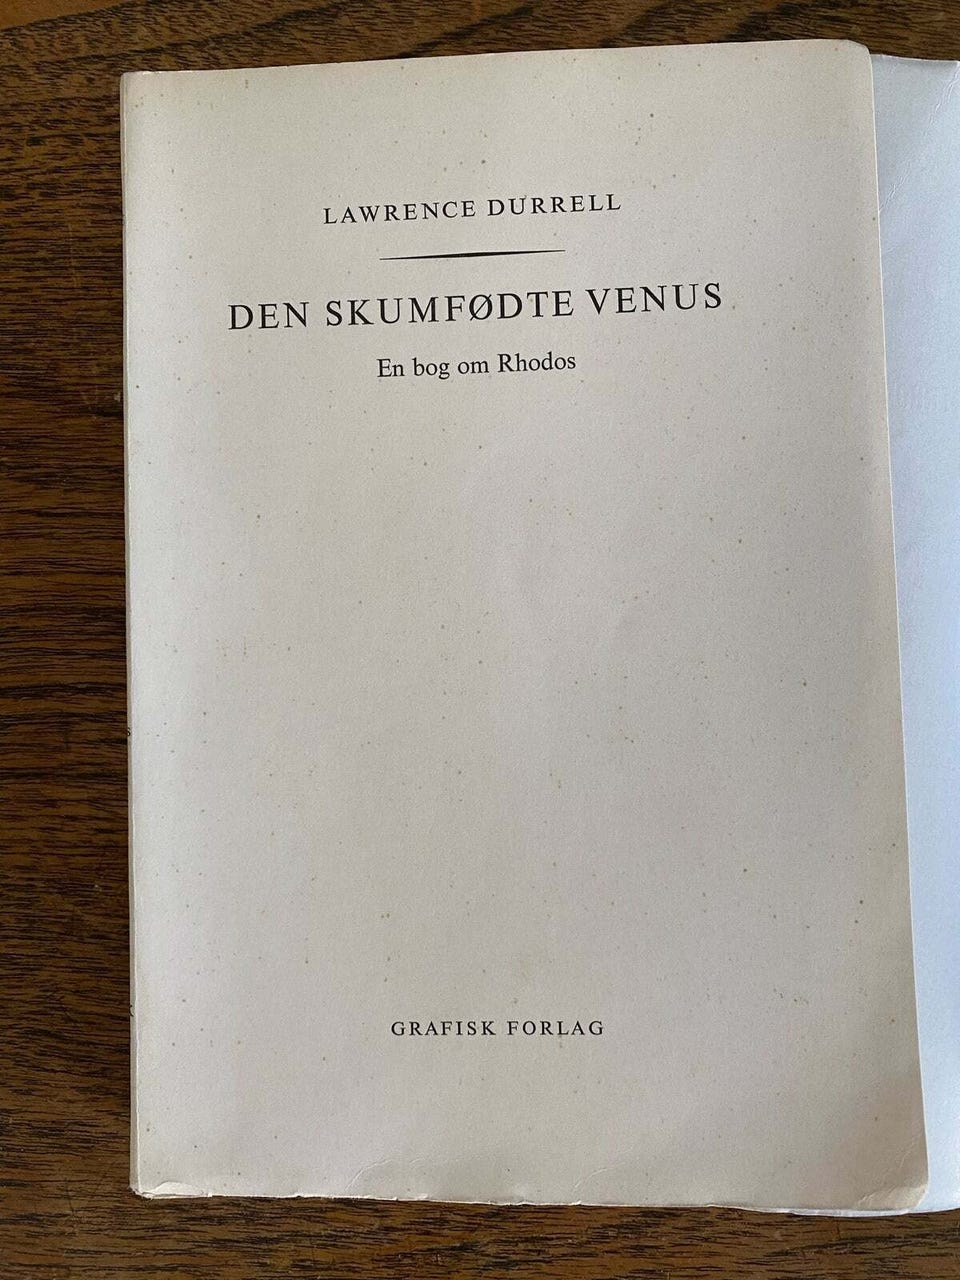 LAWRENCE DURRELL
DEN SKUMFØDTE VENUS
En bog om Rhodos
GRAFISK FORLAG